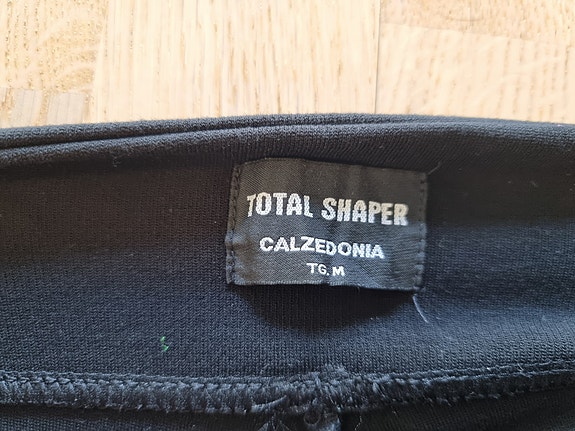 TOTAL SHAPER
CALZEDONIA
TG. M